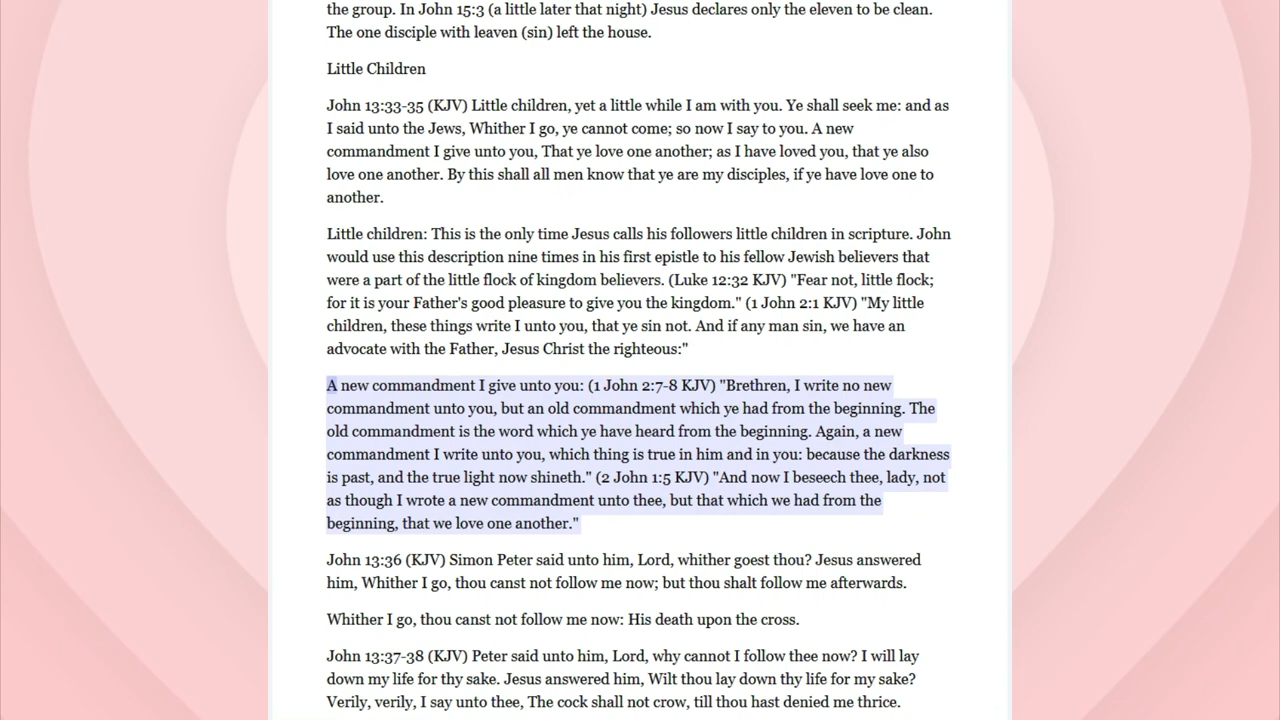 the group. In John 15:3 (a little later that night) Jesus declares only the eleven to be clean.
The one disciple with leaven (sin) left the house.
Little Children
John 13:33-35 (KJV) Little children, yet a little while I am with you. Ye shall seek me: and as
I said unto the Jews, Whither I go, ye cannot come; so now I say to you. A new
commandment I give unto you, That ye love one another; as I have loved you, that ye also
love one another. By this shall all men know that ye are my disciples, if ye have love one to
another.
Little children: This is the only time Jesus calls his followers little children in scripture. John
would use this description nine times in his first epistle to his fellow Jewish believers that
were a part of the little flock of kingdom believers. (Luke 12:32 KJV) "Fear not, little flock;
for it is your Father's good pleasure to give you the kingdom." (1 John 2:1 KJV) "My little
children, these things write I unto you, that ye sin not. And if any man sin, we have an
advocate with the Father, Jesus Christ the righteous:"
A new commandment I give unto you: (1 John 2:7-8 KJV) "Brethren, I write no new
commandment unto you, but an old commandment which ye had from the beginning. The
old commandment is the word which ye have heard from the beginning. Again, a new
commandment I write unto you, which thing is true in him and in you: because the darkness
is past, and the true light now shineth." (2 John 1:5 KJV) "And now I beseech thee, lady, not
as though I wrote a new commandment unto thee, but that which we had from the
beginning, that we love one another."
John 13:36 (KJV) Simon Peter said unto him, Lord, whither goest thou? Jesus answered
him, Whither I go, thou canst not follow me now; but thou shalt follow me afterwards.
Whither I go, thou canst not follow me now: His death upon the cross.
John 13:37-38 (KJV) Peter said unto him, Lord, why cannot I follow thee now? I will lay
down my life for thy sake. Jesus answered him, Wilt thou lay down thy life for my sake?
Verily, verily, I say unto thee, The cock shall not crow, till thou hast denied me thrice.